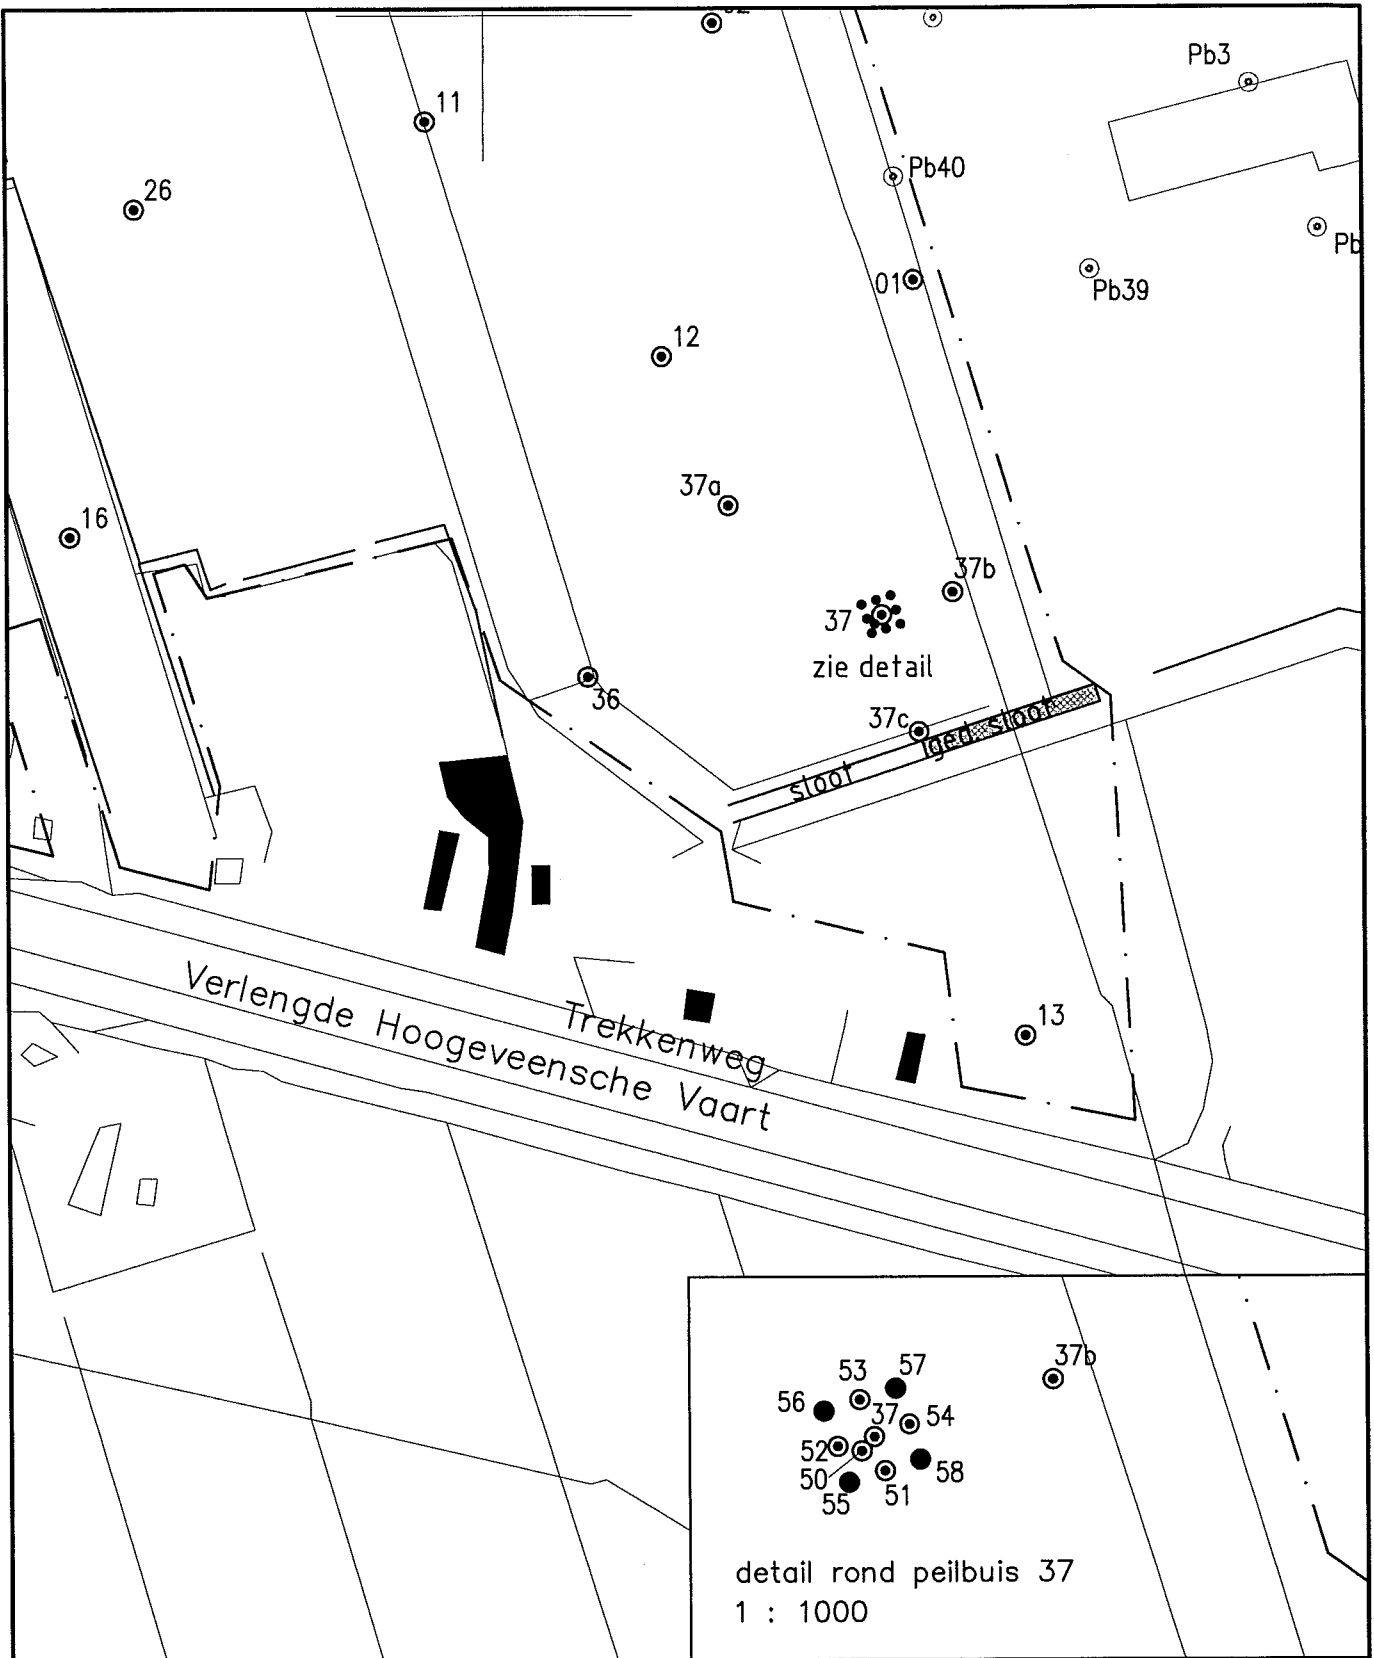 Pb3
11
Pb40
26
Pb
01
Pb39
12
37a
16
37b
37
zie detail
36
37c
ged. sloot
sloot
Verlengde Hoogeveensche Vaart
Trekkenweg
13
37b
57
53
56
37
54
52
50
58
55
51
detail rond peilbuis 37
1 : 1000